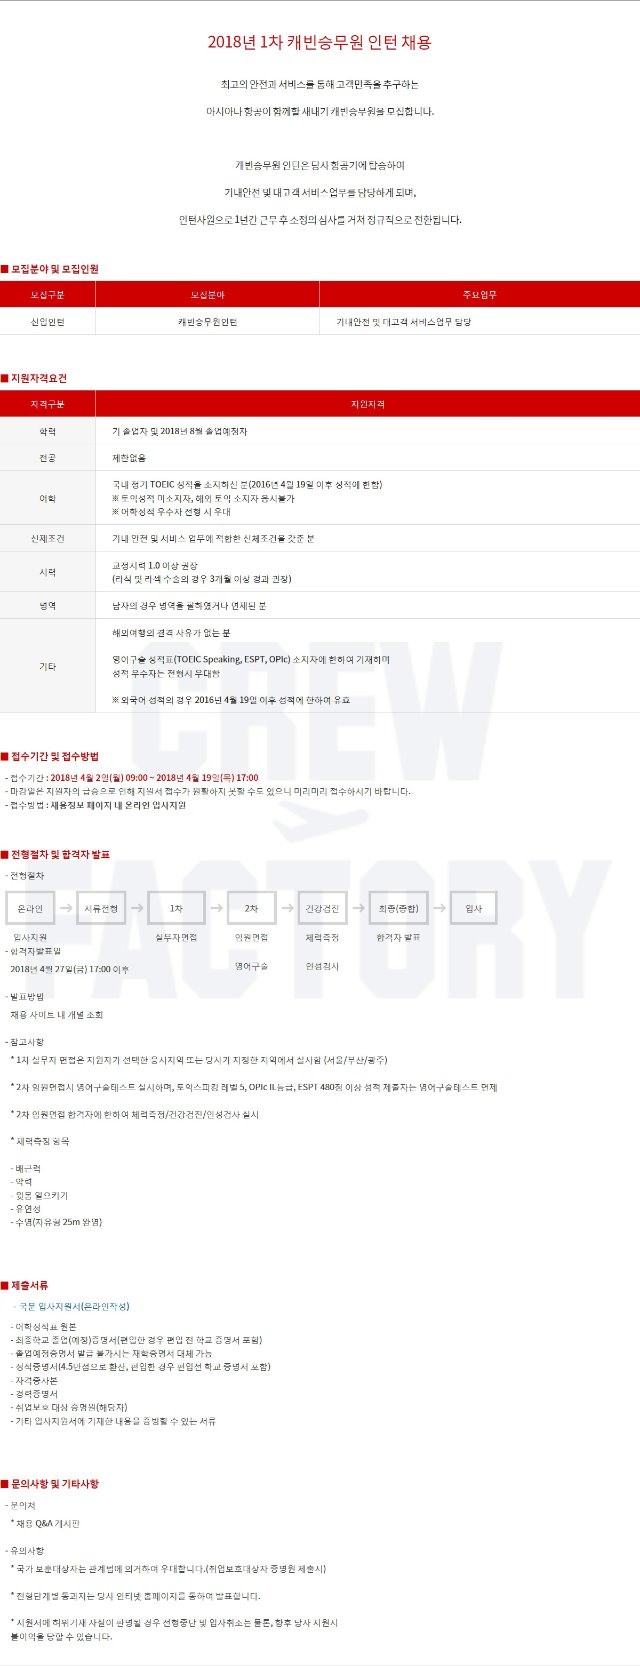 2018년 1차 캐빈승무원 인턴 채용
최고의 안전과 서비스를 통해 고객만족을 추구하는
아시아나 항공이 함께할 새내기 캐빈승무원을 모집합니다.
캐빈승무원 인턴은 당사 항공기에 탑승하여
기내안전 및 대고객 서비스업무를 담당하게 되며,
인턴사원으로 1년간 근무 후 소정의 심사를 거쳐 정규직으로 전환됩니다.
■ 모집분야 및 모집인원
모집구분 모집분야 주요업무
신입인턴 캐빈승무원인턴 기내안전 및 대고객 서비스업무 담당
■ 지원자격요건
자격구분 지원자격
학력 기 졸업자 및 2018년 8월 졸업예정자
전공 제한없음
국내 정기 TOEIC 성적을 소지하신 분(2016년 4월 19일 이후 성적에 한함)
어학 ※ 토익성적 미소지자, 해외 토익 소지자 응시불가
※ 어학성적 우수자 전형 시 우대
신체조건 기내 안전 및 서비스 업무에 적합한 신체조건을 갖춘 분
시력 교정시력 1.0 이상 권장
(라식 및 라섹 수술의 경우 3개월 이상 경과 권장)
병역 남자의 경우 병역을 필하였거나 면제된 분
해외여행의 결격 사유가 없는 분
기타 영어구술 성적표(TOEIC Speaking, ESPT, OPIc) 소지자에 한하여 기재하며
성적 우수자는 전형시 우대함
※ 외국어 성적의 경우 2016년 4월 19일 이후 성적에 한하여 유효
CREW
FACTORY
■ 접수기간 및 접수방법
- 접수기간 : 2018년 4월 2일(월) 09:00 ~ 2018년 4월 19일(목) 17:00
- 마감일은 지원자의 급증으로 인해 지원서 접수가 원활하지 못할 수도 있으니 미리미리 접수하시기 바랍니다.
- 접수방법 : 채용정보 페이지 내 온라인 입사지원
■ 전형절차 및 합격자 발표
- 전형절차
온라인 → 서류전형 → 1차 → 2차 → 건강검진 → 최종(종합) → 입사
입사지원 실무자면접 임원면접 체력측정 합격자 발표
영어구술 인성검사
- 합격자발표일
2018년 4월 27일(금) 17:00 이후
- 발표방법
채용 사이트 내 개별 조회
- 참고사항
* 1차 실무자 면접은 지원자가 선택한 응시지역 또는 당사가 지정한 지역에서 실시함 (서울/부산/광주)
* 2차 임원면접시 영어구술테스트 실시하며, 토익스피킹 레벨 5, OPIc IL등급, ESPT 480점 이상 성적 제출자는 영어구술테스트 면제
* 2차 임원면접 합격자에 한하여 체력측정/건강검진/인성검사 실시
* 체력측정 항목
- 배근력
- 악력
- 윗몸 일으키기
- 유연성
- 수영(자유형 25m 완영)
■ 제출서류
- 국문 입사지원서(온라인작성)
- 어학성적표 원본
- 최종학교 졸업(예정)증명서(편입한 경우 편입 전 학교 증명서 포함)
- 졸업예정증명서 발급 불가시는 재학증명서 대체 가능
- 성적증명서(4.5만점으로 환산, 편입한 경우 편입전 학교 증명서 포함)
- 자격증사본
- 경력증명서
- 취업보호 대상 증명원(해당자)
- 기타 입사지원서에 기재한 내용을 증빙할 수 있는 서류
■ 문의사항 및 기타사항
- 문의처
* 채용 Q&A 게시판
- 유의사항
* 국가 보훈대상자는 관계법에 의거하여 우대합니다.(취업보호대상자 증명원 제출시)
* 전형단계별 통과자는 당사 인터넷 홈페이지를 통하여 발표합니다.
* 지원서에 허위기재 사실이 판명될 경우 전형중단 및 입사취소는 물론, 향후 당사 지원시
불이익을 당할 수 있습니다.